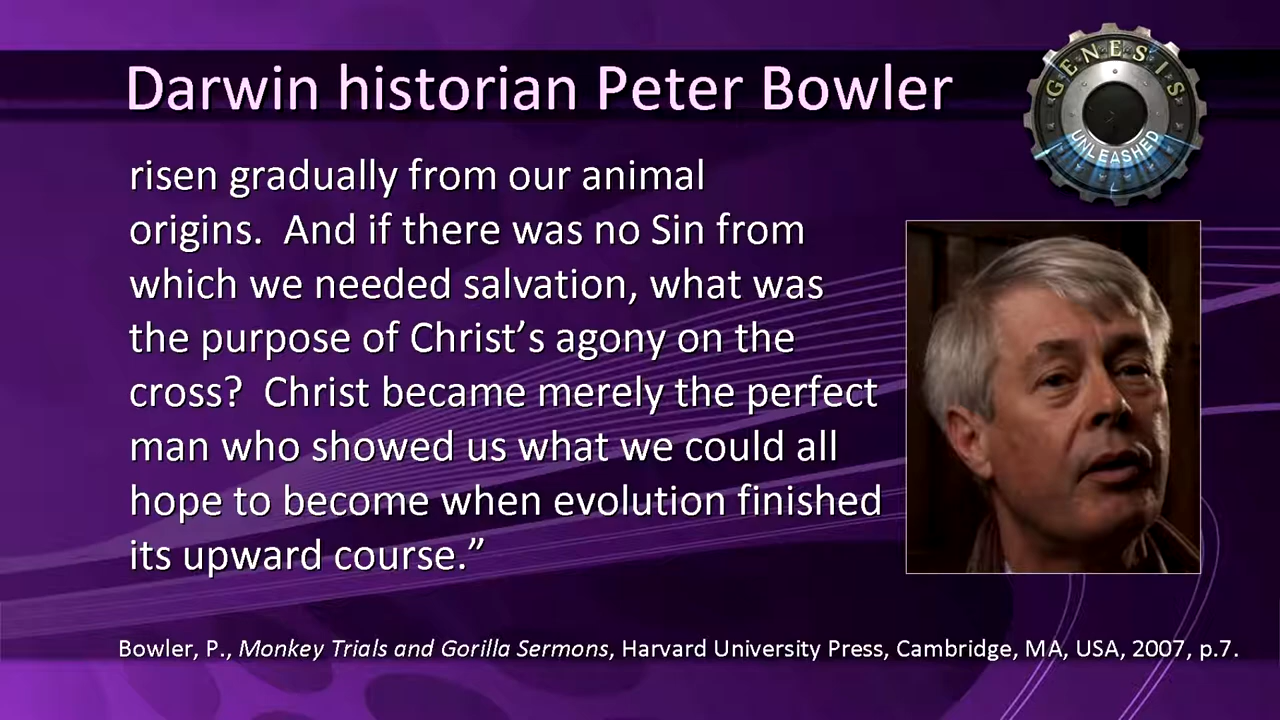 Darwin historian Peter Bowler
GENESIS
UNLEASHED
risen gradually from our animal
origins.  And if there was no Sin from
which we needed salvation, what was
the purpose of Christ’s agony on the
cross?  Christ became merely the perfect
man who showed us what we could all
hope to become when evolution finished
its upward course.”
Bowler, P., Monkey Trials and Gorilla Sermons, Harvard University Press, Cambridge, MA, USA, 2007, p.7.